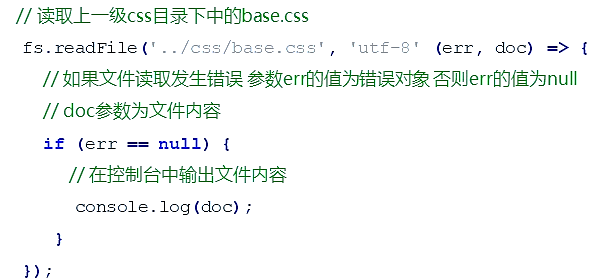 // 读取上一级css目录下中的base.css
fs.readFile('../css/base.css', 'utf-8' (err, doc) => {
// 如果文件读取发生错误 参数err的值为错误对象 否则err的值为null
// doc参数为文件内容
if (err == null) {
// 在控制台中输出文件内容
console.log(doc);
}
});